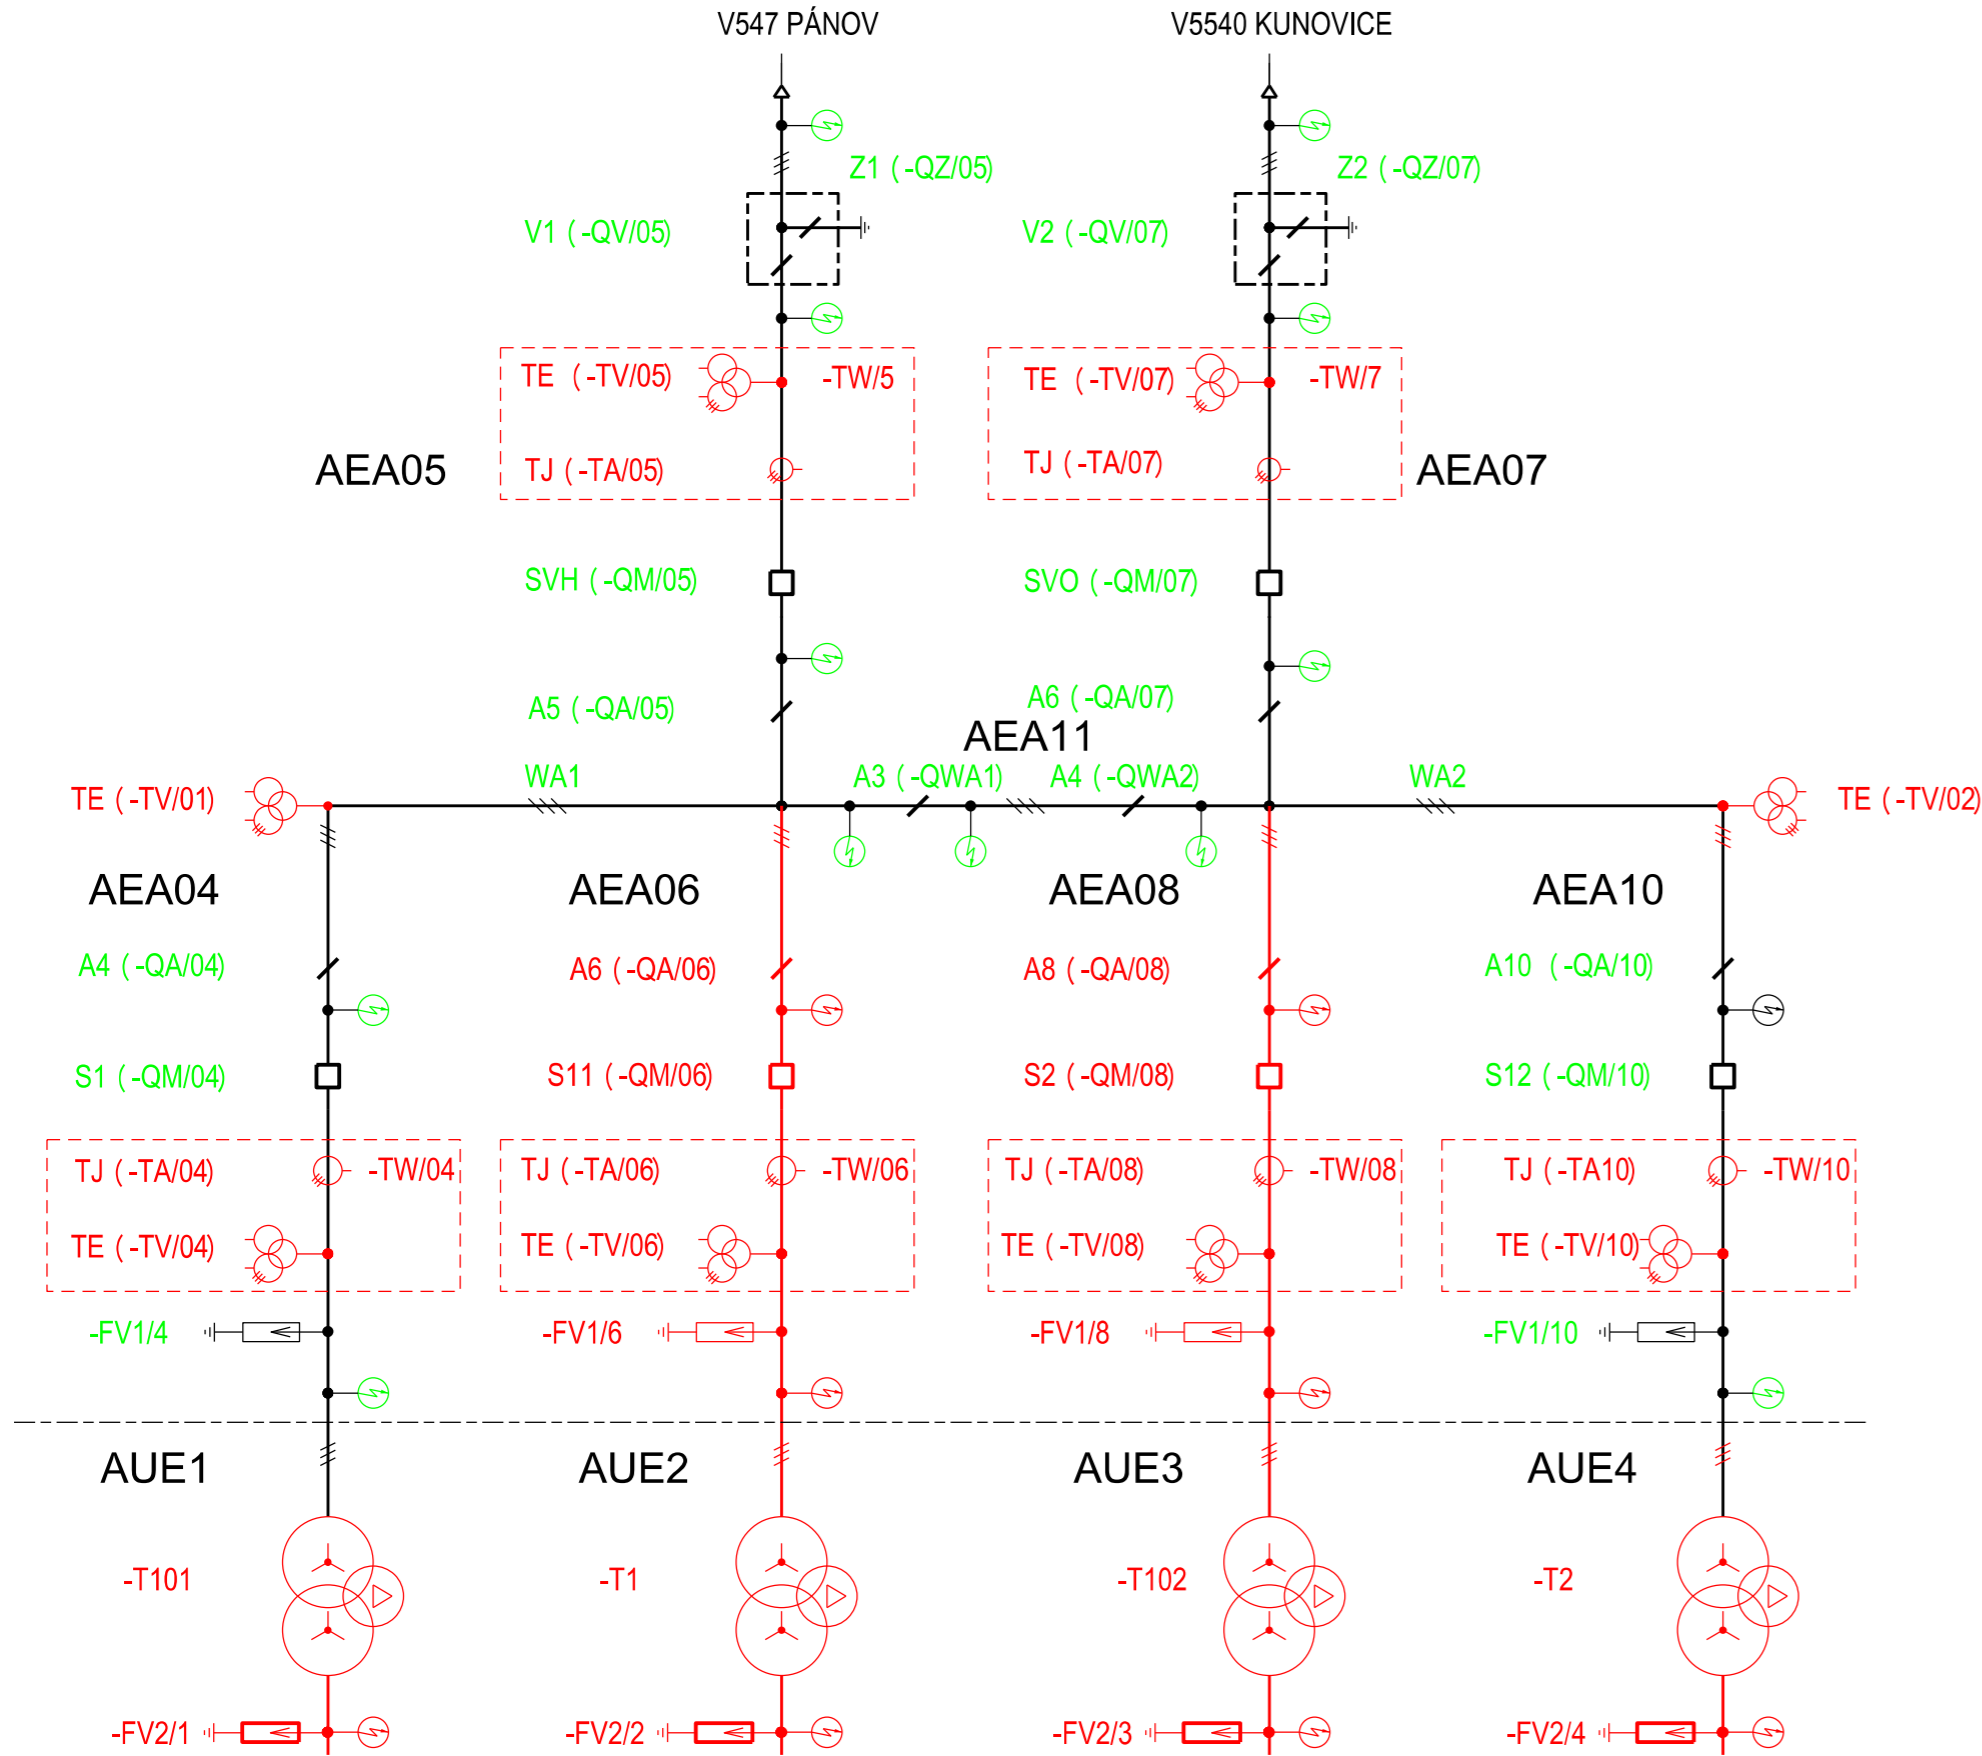 V547 PÁNOV
V5540 KUNOVICE
Z1 (-QZ/05)
Z2 (-QZ/07)
V1 (-QV/05)
V2 (-QV/07)
TE (-TV/05)
-TW/5
TE (-TV/07)
-TW/7
AEA05
TJ (-TA/05)
TJ (-TA/07)
AEA07
SVH (-QM/05)
SVO (-QM/07)
A5 (-QA/05)
A6 (-QA/07)
AEA11
WA1
A3 (-QWA1)
A4 (-QWA2)
WA2
TE (-TV/01)
TE (-TV/02)
AEA04
AEA06
AEA08
AEA10
A4 (-QA/04)
A6 (-QA/06)
A8 (-QA/08)
A10 (-QA/10)
S1 (-QM/04)
S11 (-QM/06)
S2 (-QM/08)
S12 (-QM/10)
TJ (-TA/04)
-TW/04
TJ (-TA/06)
-TW/06
TJ (-TA/08)
-TW/08
TJ (-TA10)
-TW/10
TE (-TV/04)
TE (-TV/06)
TE (-TV/08)
TE (-TV/10)
-FV1/4
-FV1/6
-FV1/8
-FV1/10
AUE1
AUE2
AUE3
AUE4
-T101
-T1
-T102
-T2
-FV2/1
-FV2/2
-FV2/3
-FV2/4